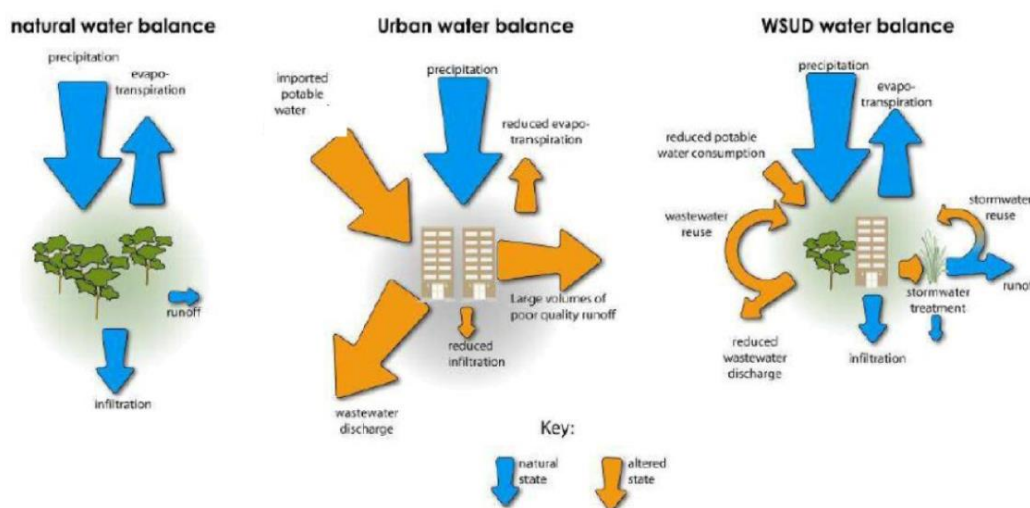 natural water balance
precipitation
evapo-
transpiration
runoff
infiltration
Urban water balance
imported
potable
water
precipitation
reduced evapo-
transpiration
Large volumes of
poor quality runoff
reduced
infiltration
wastewater
discharge
WSUD water balance
precipitation
evapo-
transpiration
reduced potable
water consumption
wastewater
reuse
stormwater
reuse
runoff
stormwater
treatment
reduced
wastewater
discharge
infiltration
Key:
natural
state
altered
state